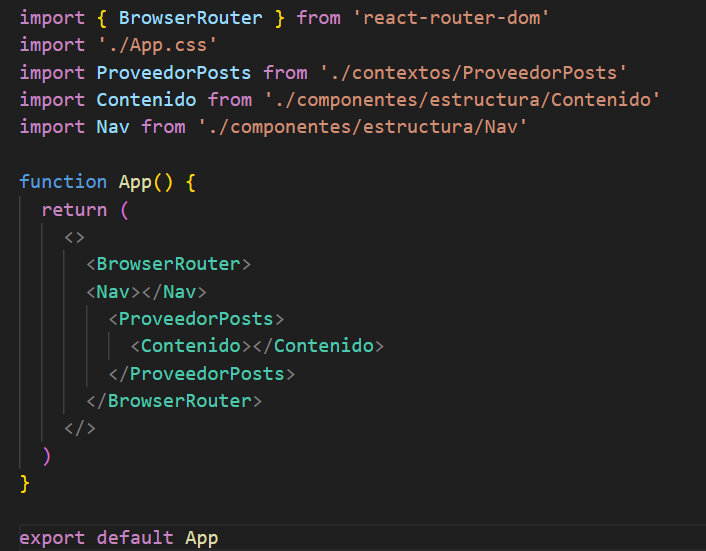 import { BrowserRouter } from 'react-router-dom'
import './App.css'
import ProveedorPosts from './contextos/ProveedorPosts'
import Contenido from './componentes/estructura/Contenido'
import Nav from './componentes/estructura/Nav'

function App() {
  return (
    <>
      <BrowserRouter>
      <Nav></Nav>
        <ProveedorPosts>
          <Contenido></Contenido>
        </ProveedorPosts>
      </BrowserRouter>
    </>
  )
}

export default App